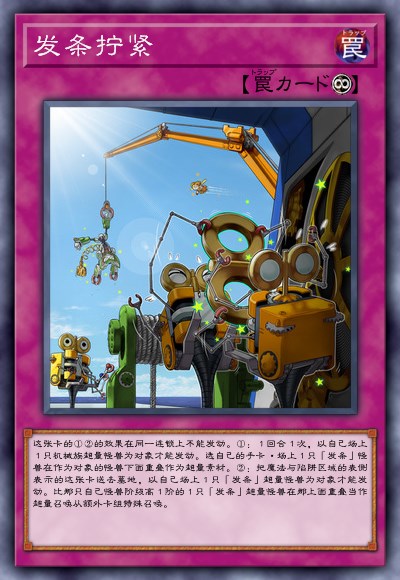 发条拧紧
トラップ
罠
トラップ
【罠カード】
这张卡的①②的效果在同一连锁上不能发动。①：1回合1次，以自己场上
1只机械族超量怪兽为对象才能发动。选自己的手卡・场上1只「发条」怪
兽在作为对象的怪兽下面重叠作为超量素材。②：把魔法与陷阱区域的表侧
表示的这张卡送去墓地，以自己场上1只「发条」超量怪兽为对象才能发
动。比那只自己怪兽阶级高1阶的1只「发条」超量怪兽在那上面重叠当作
超量召唤从额外卡组特殊召唤。